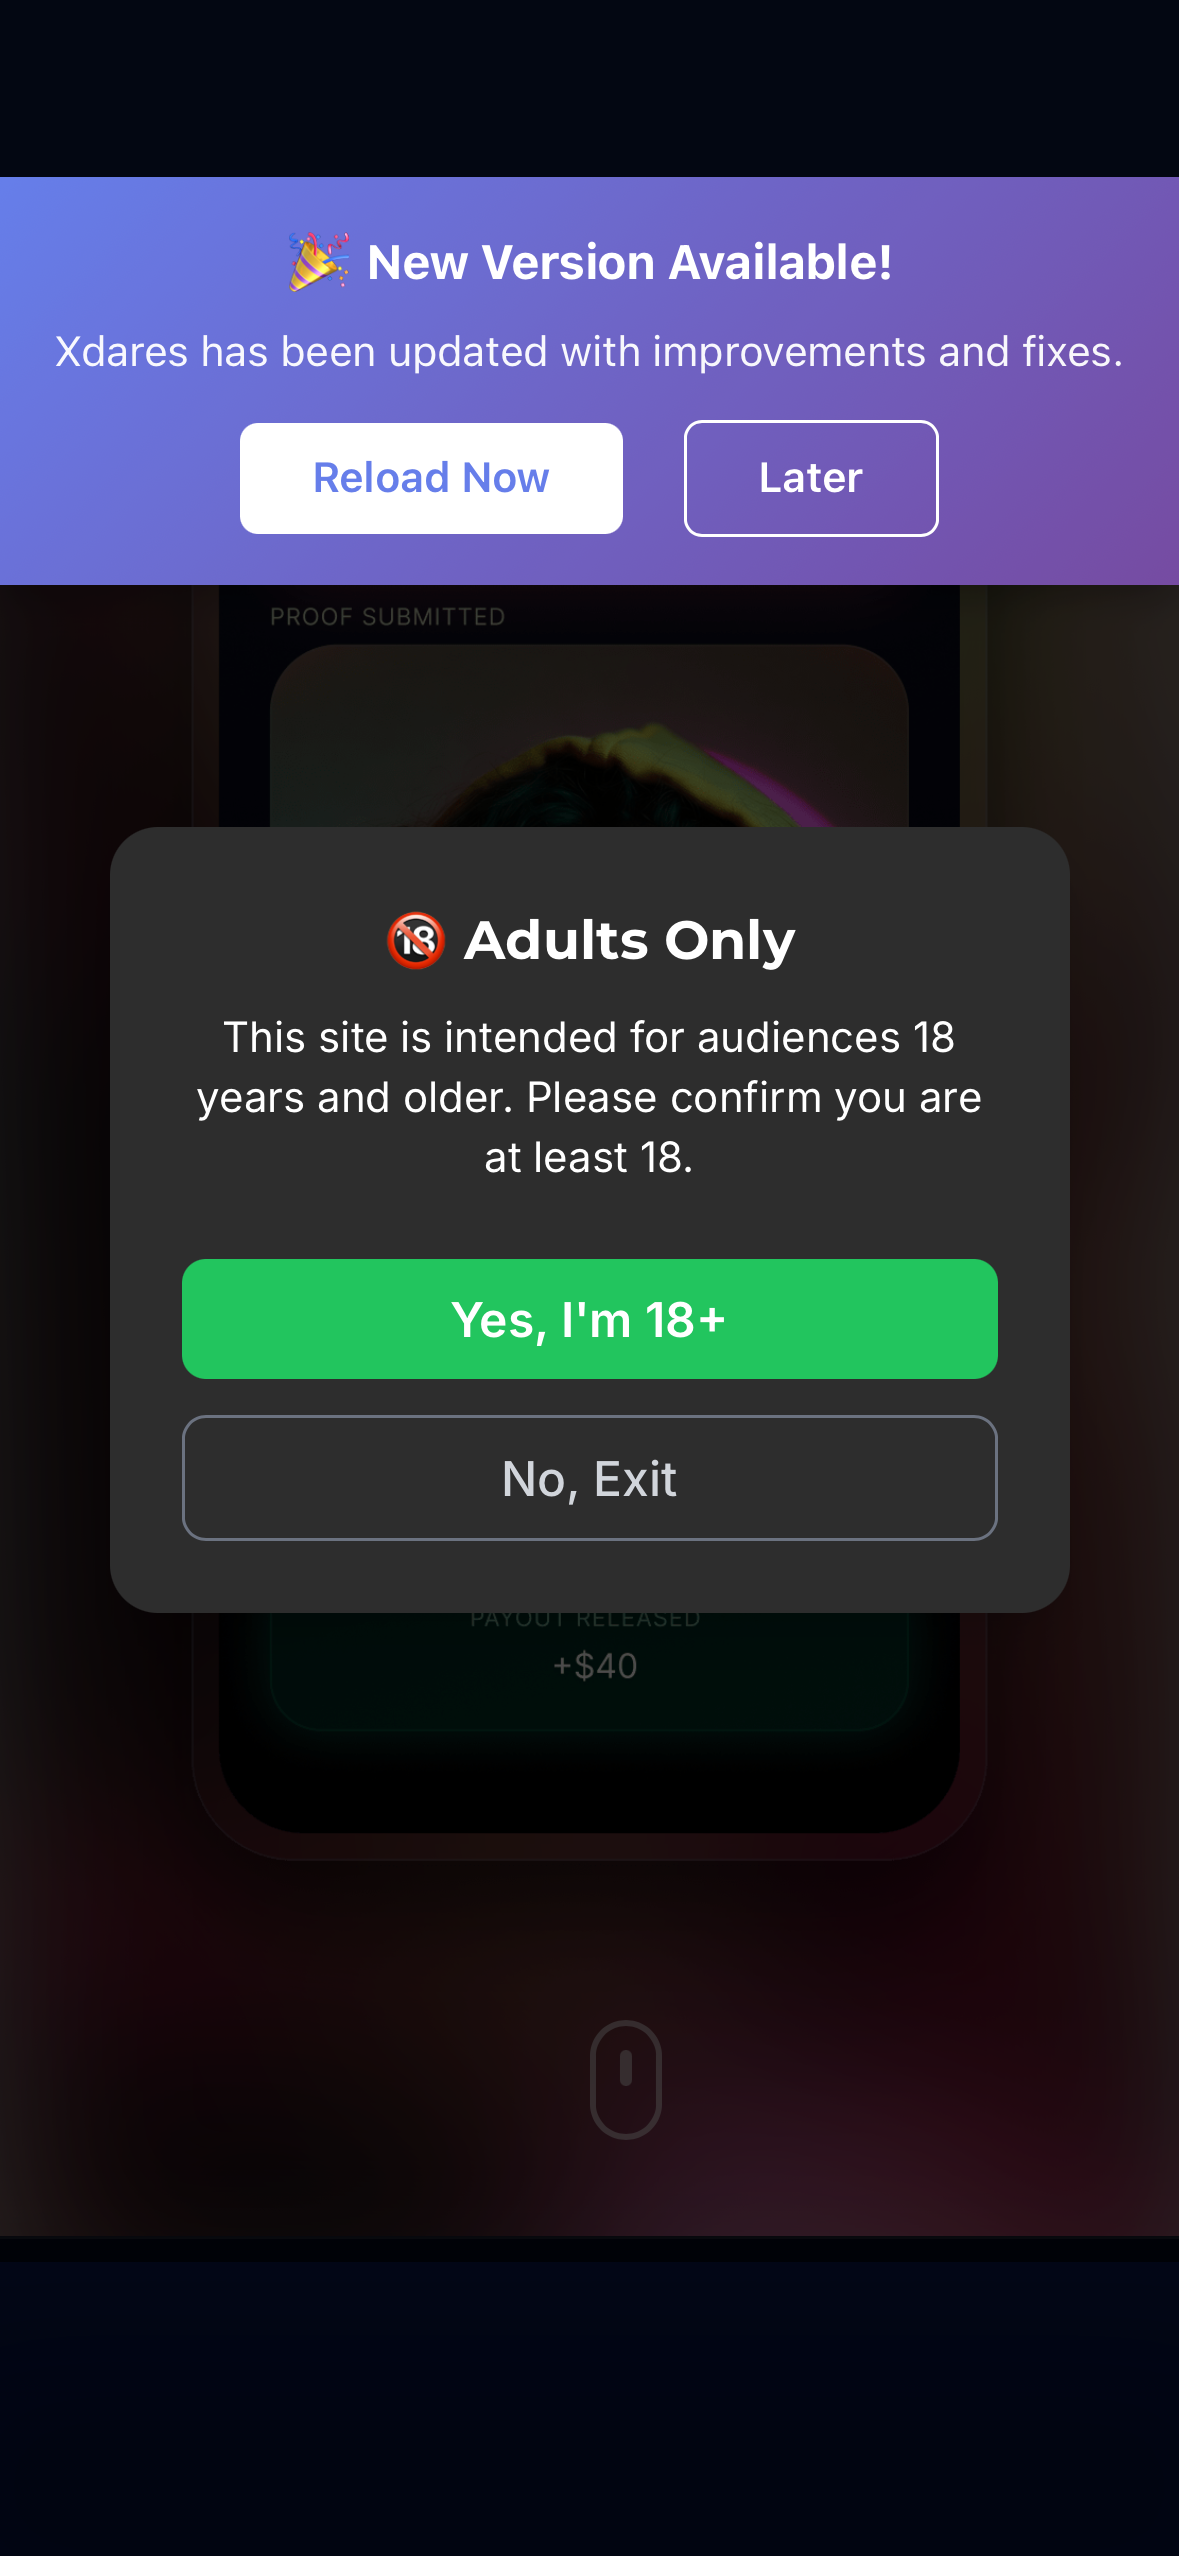 🎉 New Version Available!
Xdares has been updated with improvements and fixes.
Reload Now
Later
PROOF SUBMITTED
🔞 Adults Only
This site is intended for audiences 18
years and older. Please confirm you are
at least 18.
Yes, I'm 18+
No, Exit
PAYOUT RELEASED
+$40